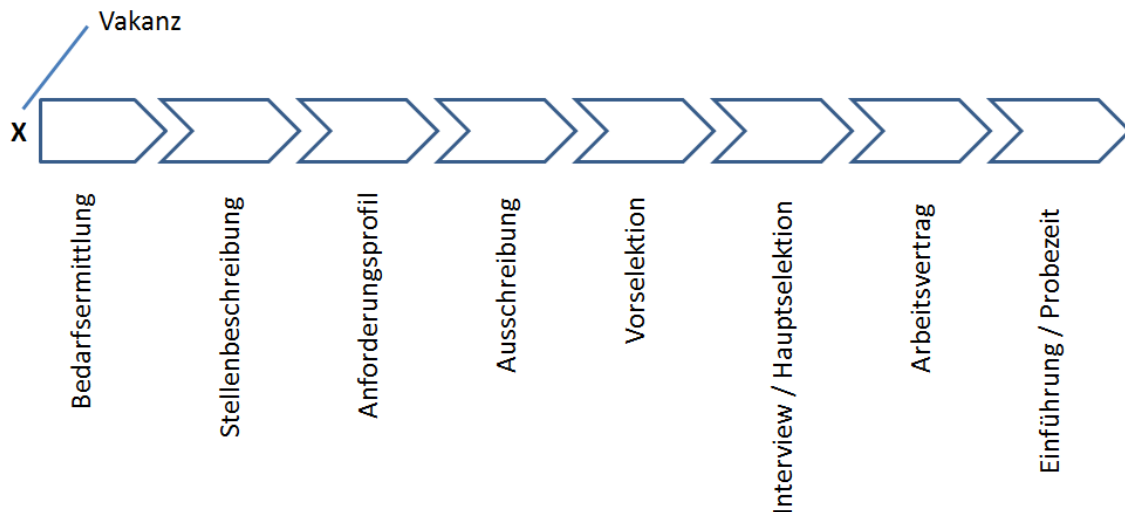 Vakanz
X
Bedarfsermittlung
Stellenbeschreibung
Anforderungsprofil
Ausschreibung
Vorselektion
Interview / Hauptselektion
Arbeitsvertrag
Einführung / Probezeit